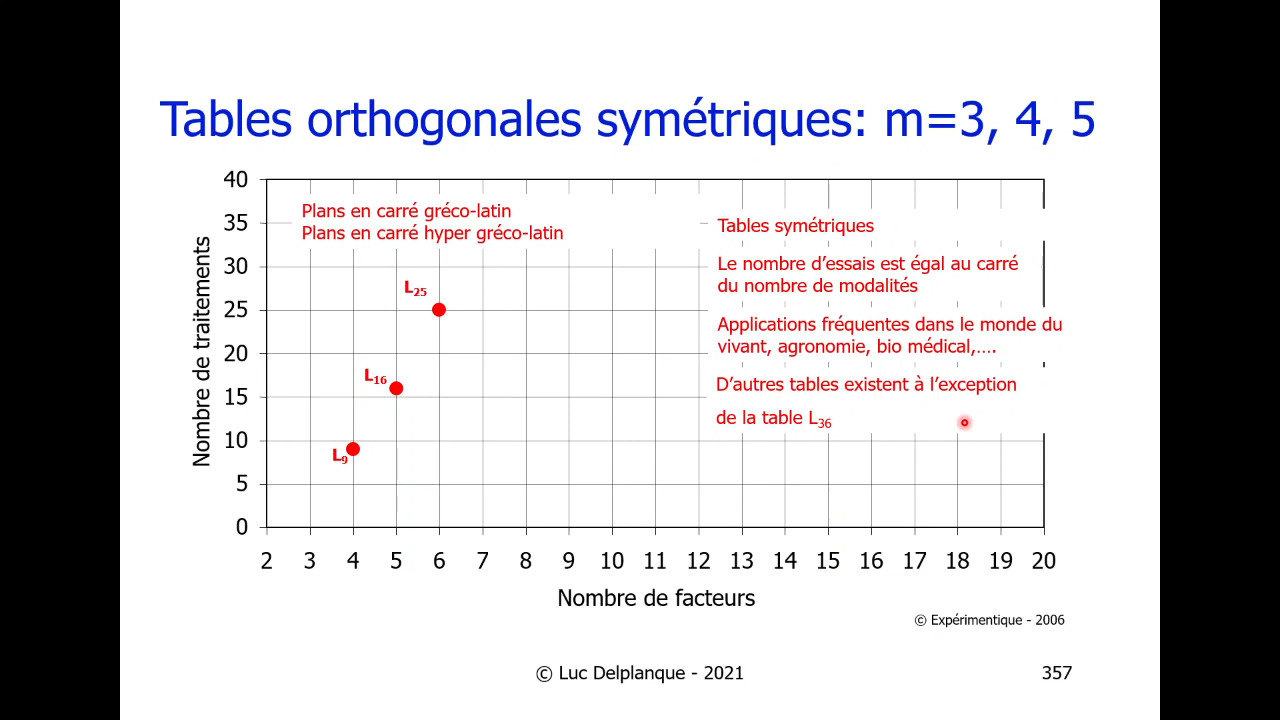 Tables orthogonales symétriques: m=3, 4, 5
40
35
30
25
20
15
10
5
0
Nombre de traitements
Plans en carré gréco-latin
Plans en carré hyper gréco-latin
L25
L16
L9
Tables symétriques
Le nombre d’essais est égal au carré
du nombre de modalités
Applications fréquentes dans le monde du
vivant, agronomie, bio médical,….
D’autres tables existent à l’exception
de la table L36
2 3 4 5 6 7 8 9 10 11 12 13 14 15 16 17 18 19 20
Nombre de facteurs
© Expérimentique - 2006
© Luc Delplanque - 2021
357